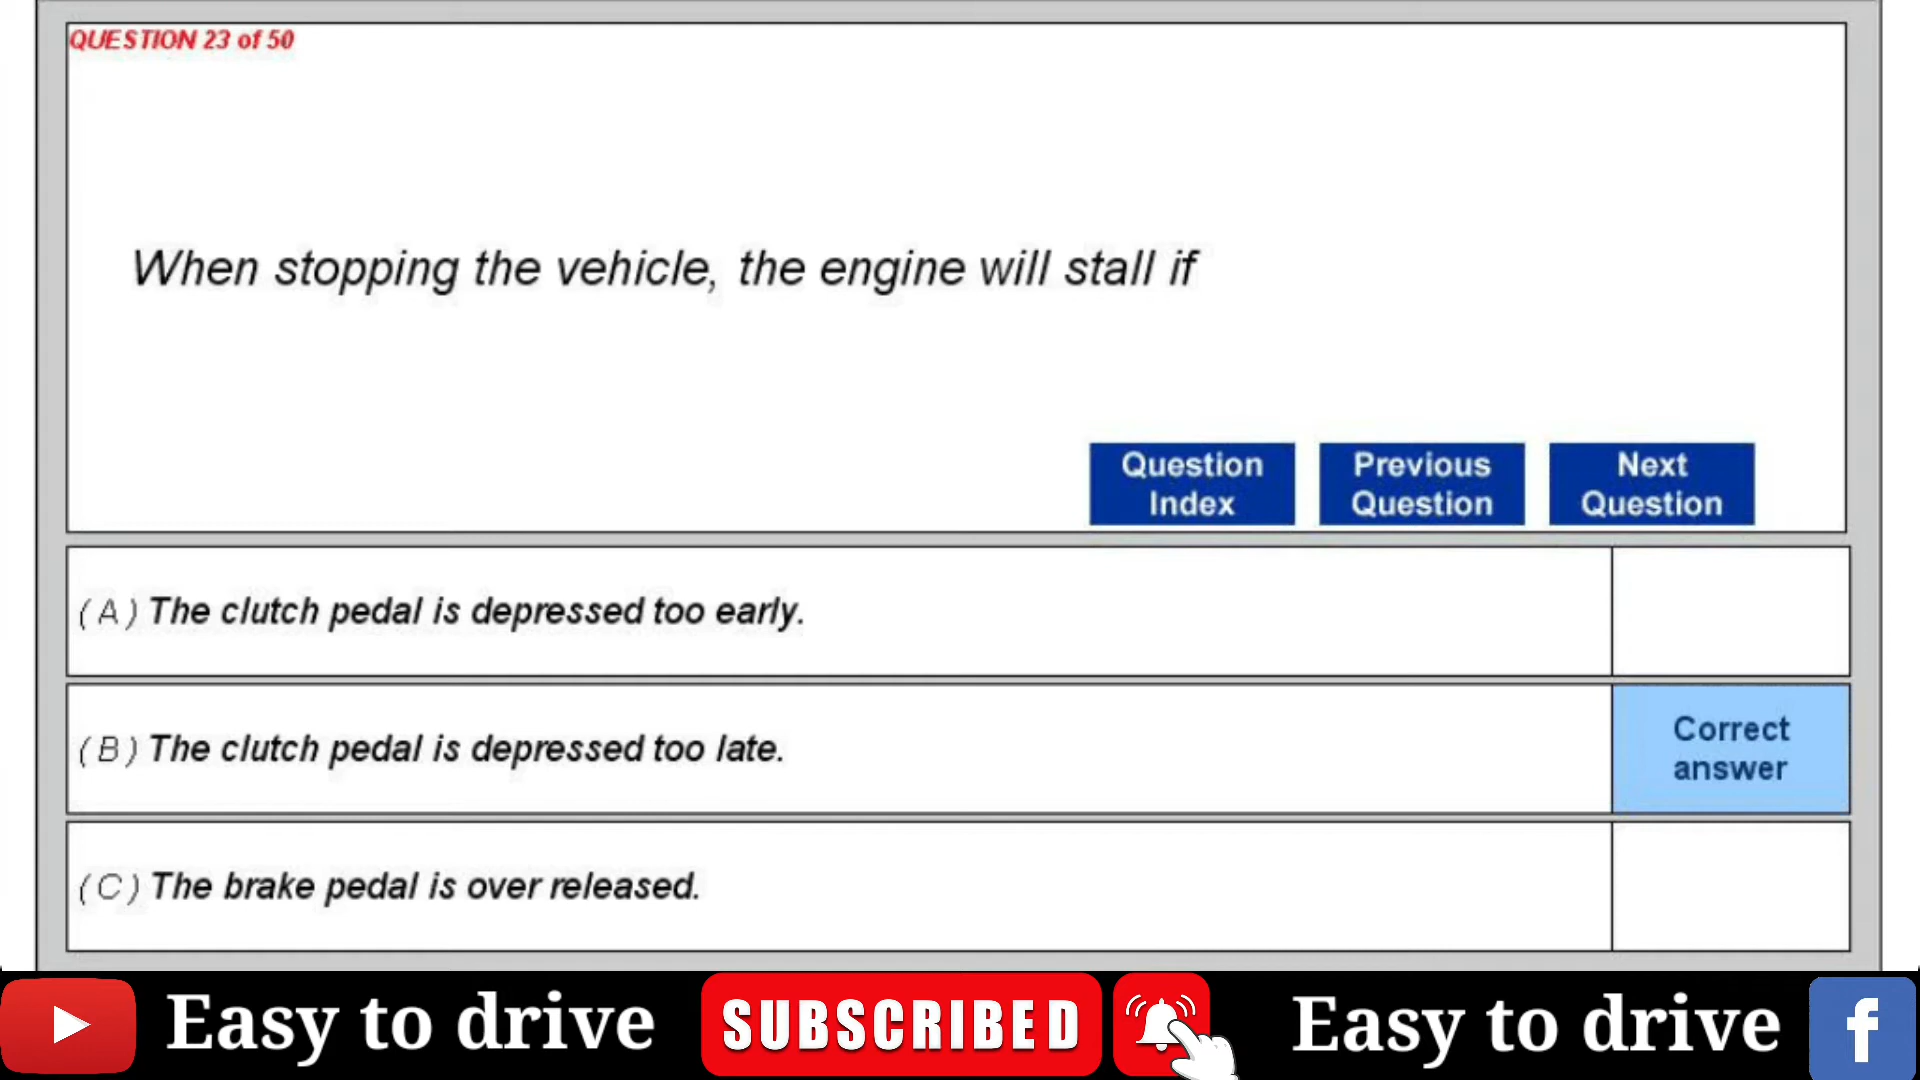 QUESTION 23 of 50
When stopping the vehicle, the engine will stall if
Question
Index
Previous
Question
Next
Question
(A) The clutch pedal is depressed too early.
(B) The clutch pedal is depressed too late.
Correct
answer
(C) The brake pedal is over released.
Easy to drive
SUBSCRIBED
Easy to drive
f